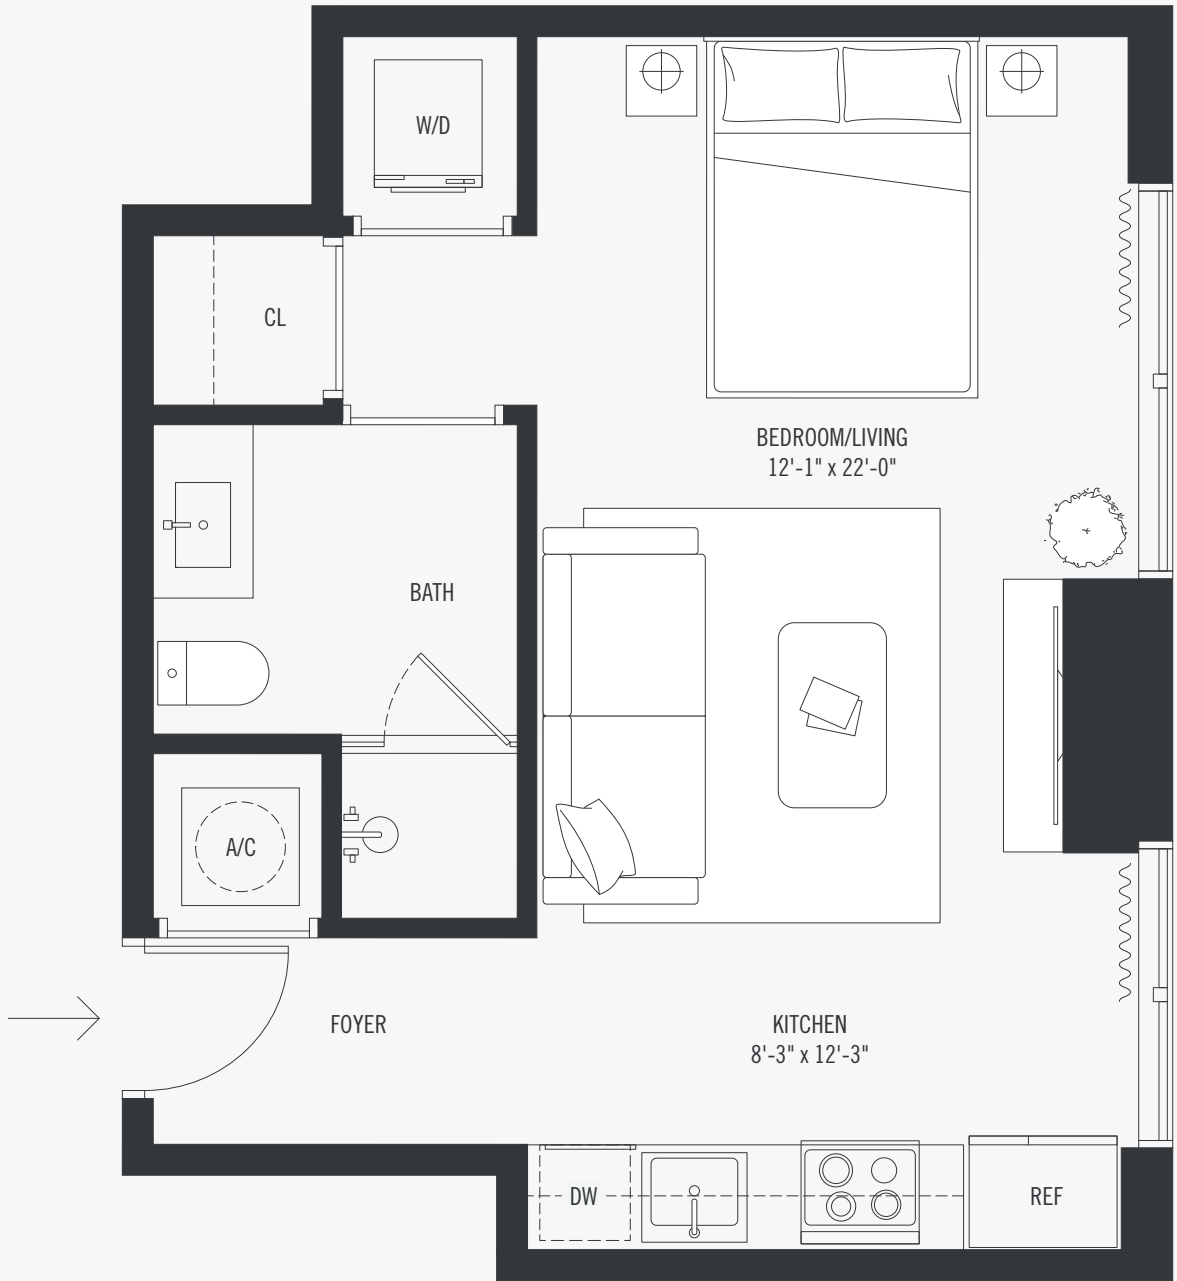 W/D
CL
BEDROOM/LIVING
12'-1" x 22'-0"
BATH
A/C
FOYER
KITCHEN
8'-3" x 12'-3"
DW
REF